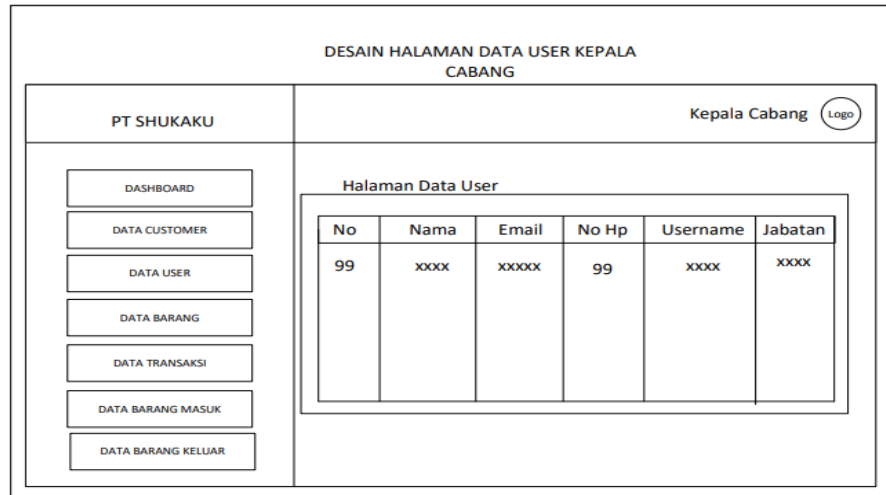 DESAIN HALAMAN DATA USER KEPALA
CABANG
PT SHUKAKU
Kepala Cabang
Logo
DASHBOARD
DATA CUSTOMER
DATA USER
DATA BARANG
DATA TRANSAKSI
DATA BARANG MASUK
DATA BARANG KELUAR
Halaman Data User
No Nama Email No Hp Username Jabatan
99 xxxx xxxxx 99 xxxx xxxx